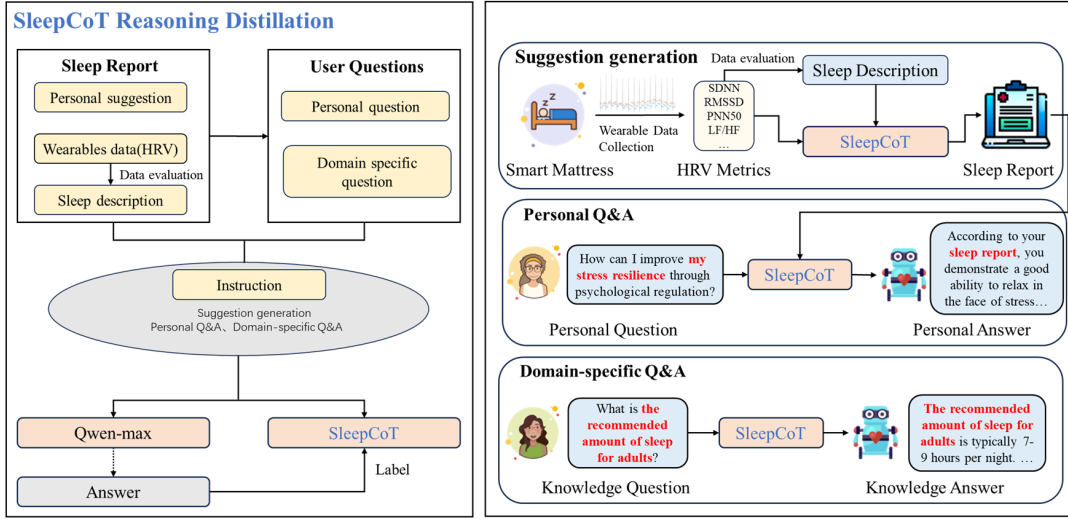 SleepCoT Reasoning Distillation
Sleep Report
Personal suggestion
Wearables data(HRV)
Data evaluation
Sleep description
User Questions
Personal question
Domain specific
question
Instruction
Suggestion generation
Personal Q&A、Domain-specific Q&A
Qwen-max
SleepCoT
Label
Answer
Suggestion generation
Data evaluation
Sleep Description
z
z
z
Wearable Data
Collection
SDNN
RMSSD
PNN50
LF/HF
...
SleepCoT
Smart Mattress
HRV Metrics
Sleep Report
Personal Q&A
How can I improve my
stress resilience through
psychological regulation?
SleepCoT
According to your
sleep report, you
demonstrate a good
ability to relax in
the face of stress…
Personal Question
Personal Answer
Domain-specific Q&A
What is the
recommended
amount of sleep
for adults?
SleepCoT
The recommended
amount of sleep for
adults is typically 7-
9 hours per night. …
Knowledge Question
Knowledge Answer